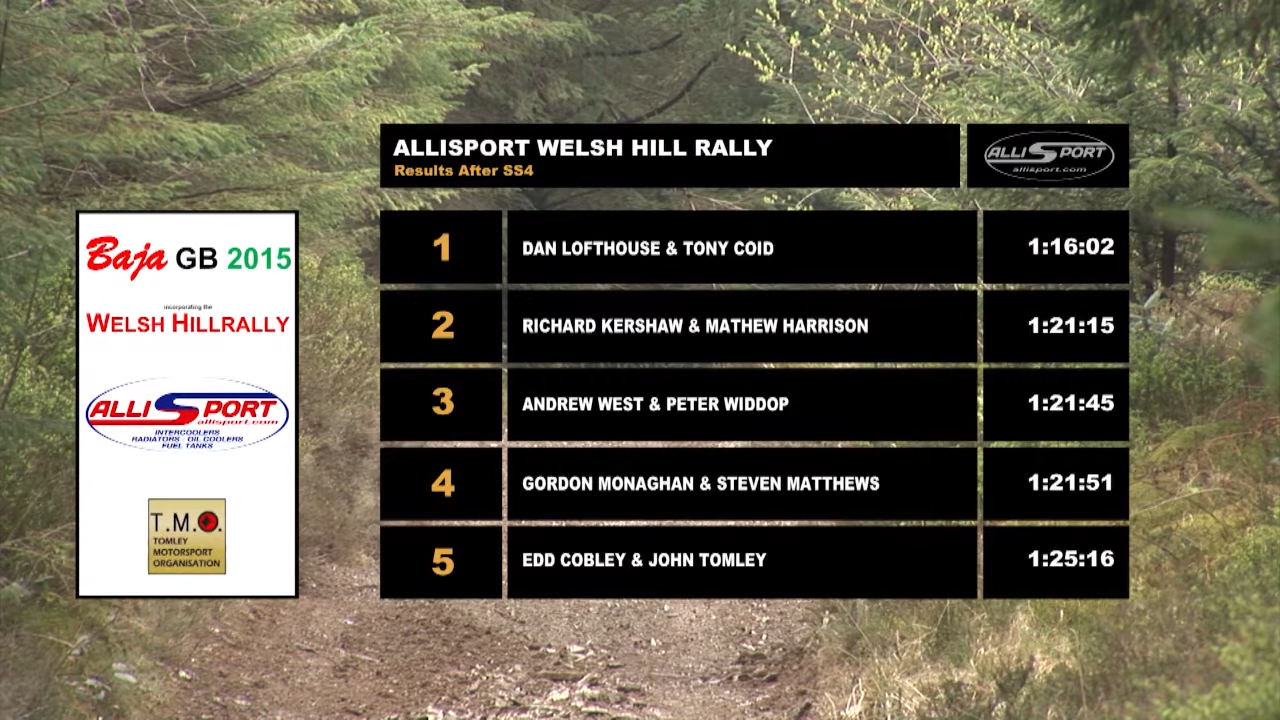 ALLISPORT WELSH HILL RALLY
Results After SS4
ALLISPORT
allisport.com
Baja GB 2015
incorporating the
WELSH HILLRALLY
ALLISPORT
allisport.com
INTERCOOLERS
RADIATORS - OIL COOLERS
FUEL TANKS
T.M.O.
TOMLEY
MOTORSPORT
ORGANISATION
1 DAN LOFTHOUSE & TONY COID 1:16:02
2 RICHARD KERSHAW & MATHEW HARRISON 1:21:15
3 ANDREW WEST & PETER WIDDOP 1:21:45
4 GORDON MONAGHAN & STEVEN MATTHEWS 1:21:51
5 EDD COBLEY & JOHN TOMLEY 1:25:16